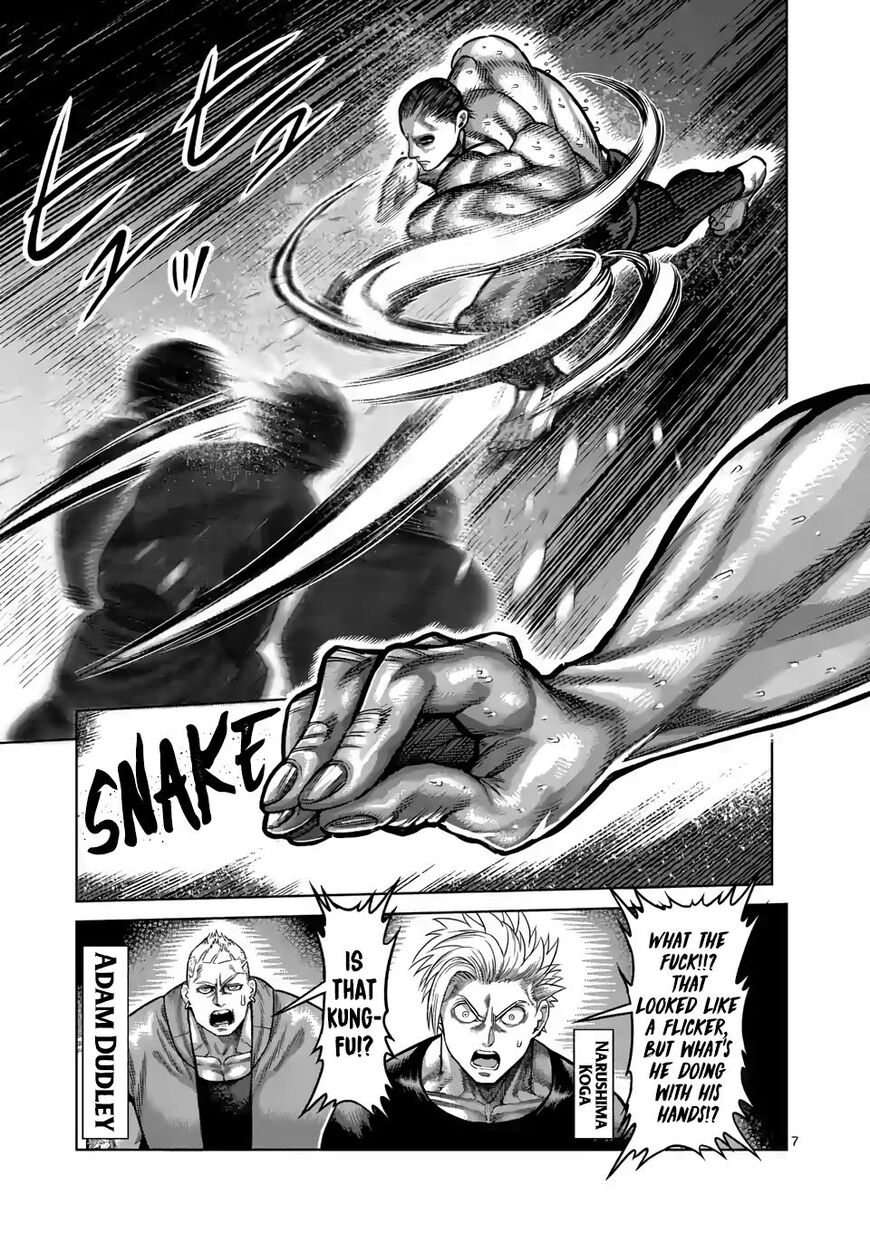 ヒュ
ヒュッ
SNAKE
WHAT THE
FUCK!!?
THAT
LOOKED LIKE
A FLICKER,
BUT WHAT'S
HE DOING
WITH HIS
HANDS!?
NARUSHIMA
KOGA
IS
THAT
KUNG-
FU!?
ADAM DUDLEY
7